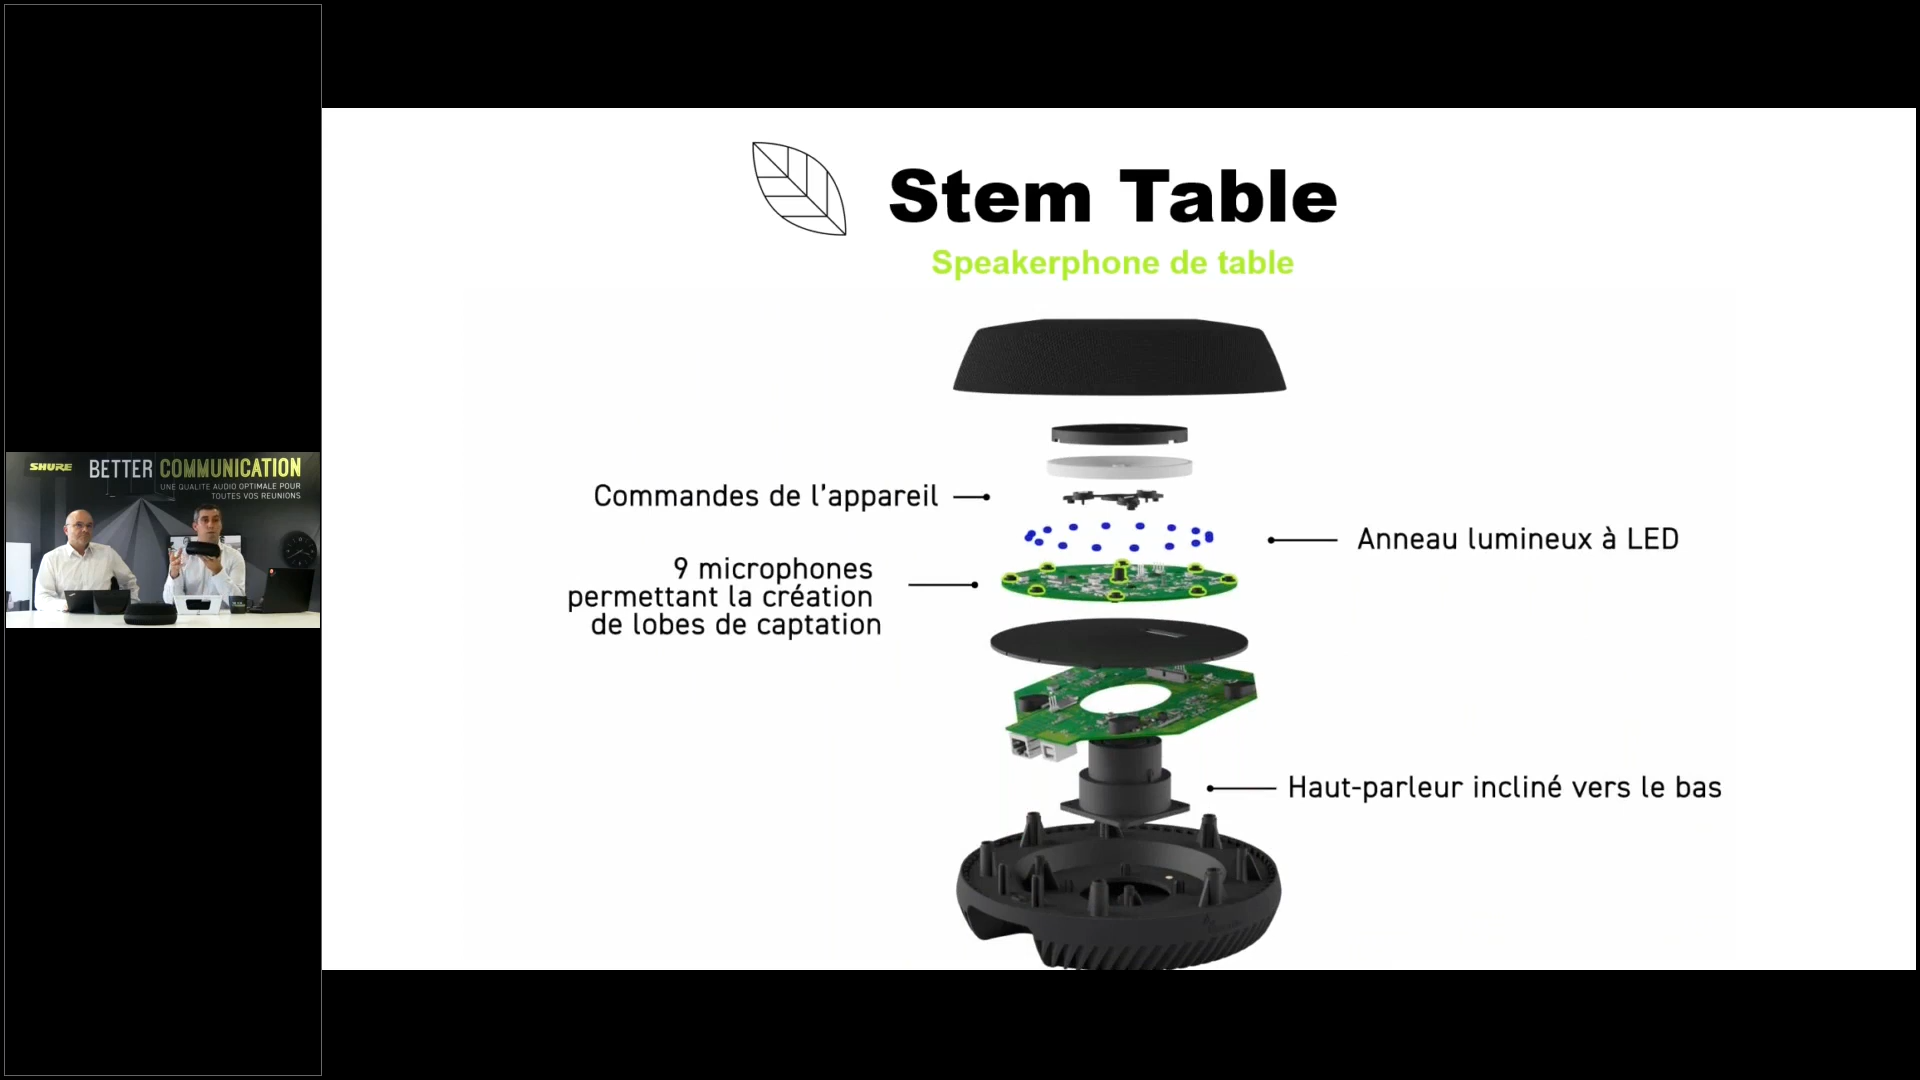 SHURE
BETTER COMMUNICATION
UNE QUALITE AUDIO OPTIMALE POUR
TOUTES VOS REUNIONS
Stem Table
Speakerphone de table
Commandes de l'appareil
Anneau lumineux à LED
9 microphones
permettant la création
de lobes de captation
Haut-parleur incliné vers le bas